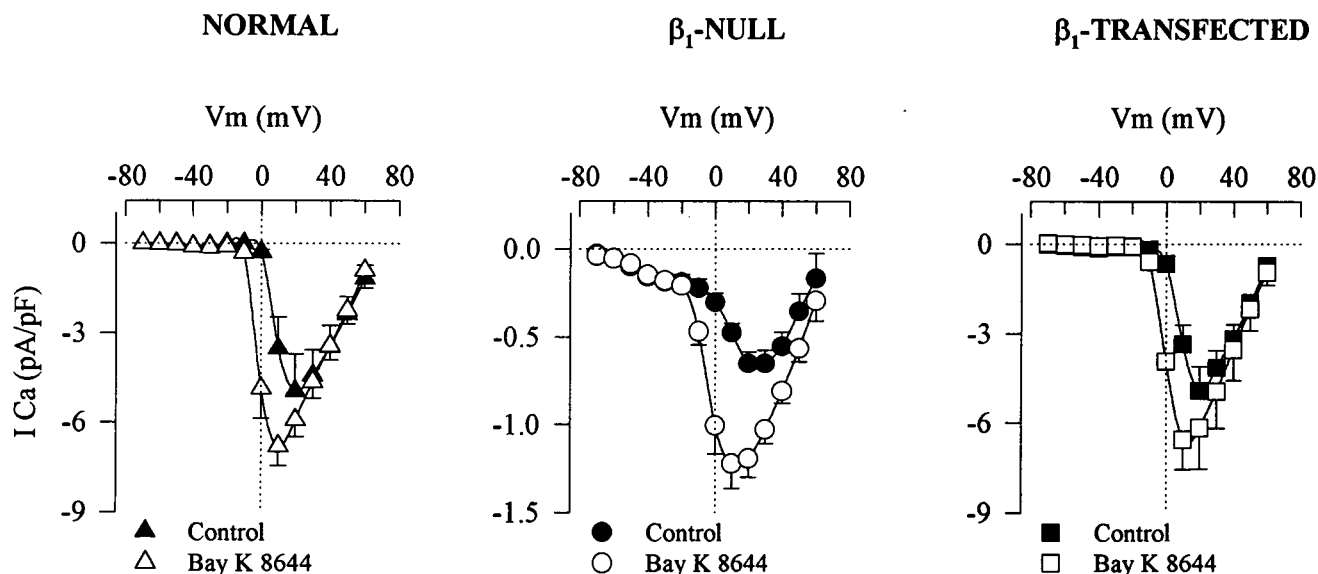 NORMAL
Vm (mV)
-80 -40 0 40 80
I Ca (pA/pF)
0
-3
-6
-9
Control
Bay K 8644
β₁-NULL
Vm (mV)
-80 -40 0 40 80
0.0
-0.5
-1.0
-1.5
Control
Bay K 8644
β₁-TRANSFECTED
Vm (mV)
-80 -40 0 40 80
0
-3
-6
-9
Control
Bay K 8644